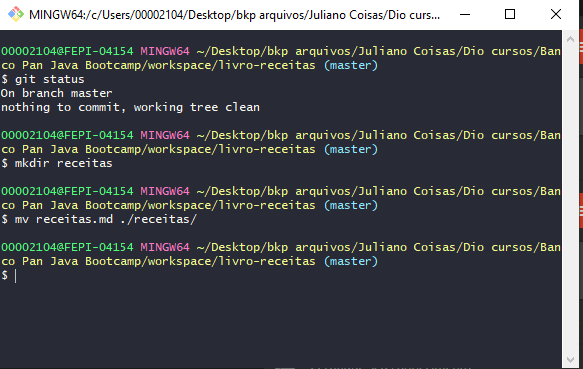 MINGW64:/c/Users/00002104/Desktop/bkp arquivos/Juliano Coisas/Dio curs...
00002104@FEPI-04154 MINGW64 ~/Desktop/bkp arquivos/Juliano Coisas/Dio cursos/Ban
co Pan Java Bootcamp/workspace/livro-receitas (master)
$ git status
On branch master
nothing to commit, working tree clean
00002104@FEPI-04154 MINGW64 ~/Desktop/bkp arquivos/Juliano Coisas/Dio cursos/Ban
co Pan Java Bootcamp/workspace/livro-receitas (master)
$ mkdir receitas
00002104@FEPI-04154 MINGW64 ~/Desktop/bkp arquivos/Juliano Coisas/Dio cursos/Ban
co Pan Java Bootcamp/workspace/livro-receitas (master)
$ mv receitas.md ./receitas/
00002104@FEPI-04154 MINGW64 ~/Desktop/bkp arquivos/Juliano Coisas/Dio cursos/Ban
co Pan Java Bootcamp/workspace/livro-receitas (master)
$